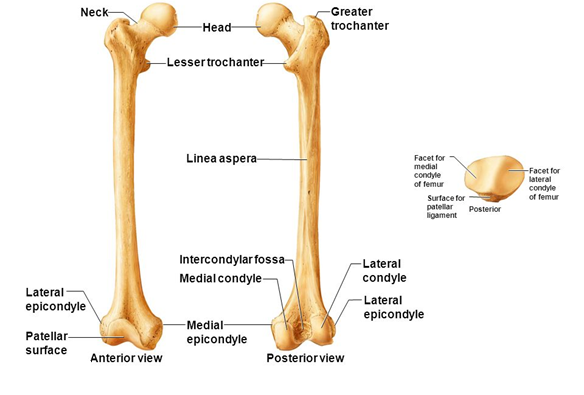 Neck
Head
Greater
trochanter
Lesser trochanter
Linea aspera
Facet for
medial
condyle
of femur
Facet for
lateral
condyle
of femur
Surface for
patellar
ligament
Posterior
Intercondylar fossa
Medial condyle
Lateral
condyle
Lateral
epicondyle
Lateral
epicondyle
Patellar
surface
Medial
epicondyle
Anterior view
Posterior view